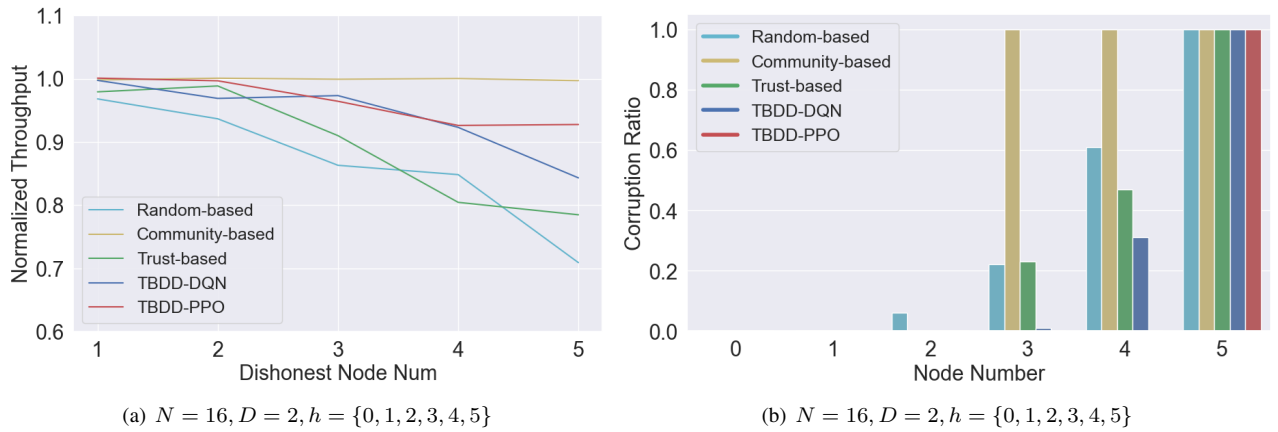 1.1
1.0
0.9
0.8
0.7
0.6
Normalized Throughput
Random-based
Community-based
Trust-based
TBDD-DQN
TBDD-PPO
1 2 3 4 5
Dishonest Node Num
(a) N = 16, D = 2, h = {0, 1, 2, 3, 4, 5}
1.0
0.8
0.6
0.4
0.2
0.0
Corruption Ratio
Random-based
Community-based
Trust-based
TBDD-DQN
TBDD-PPO
0 1 2 3 4 5
Node Number
(b) N = 16, D = 2, h = {0, 1, 2, 3, 4, 5}